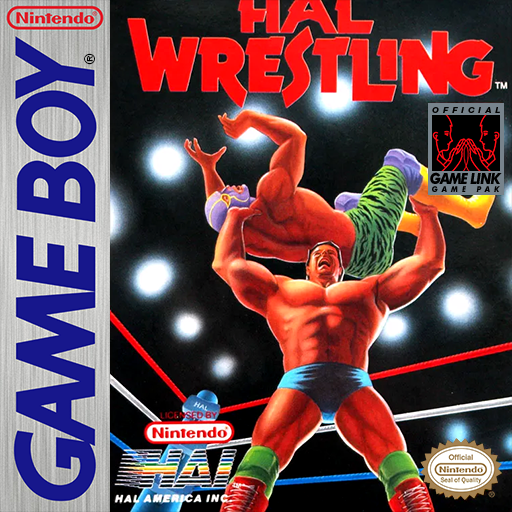 Nintendo
GAME BOY
®
HAL
WRESTLING
™
OFFICIAL
GAME LINK
GAME PAK
HAL
LICENSED BY
Nintendo
HAL
HAL AMERICA INC.
Official
Nintendo
Seal of Quality